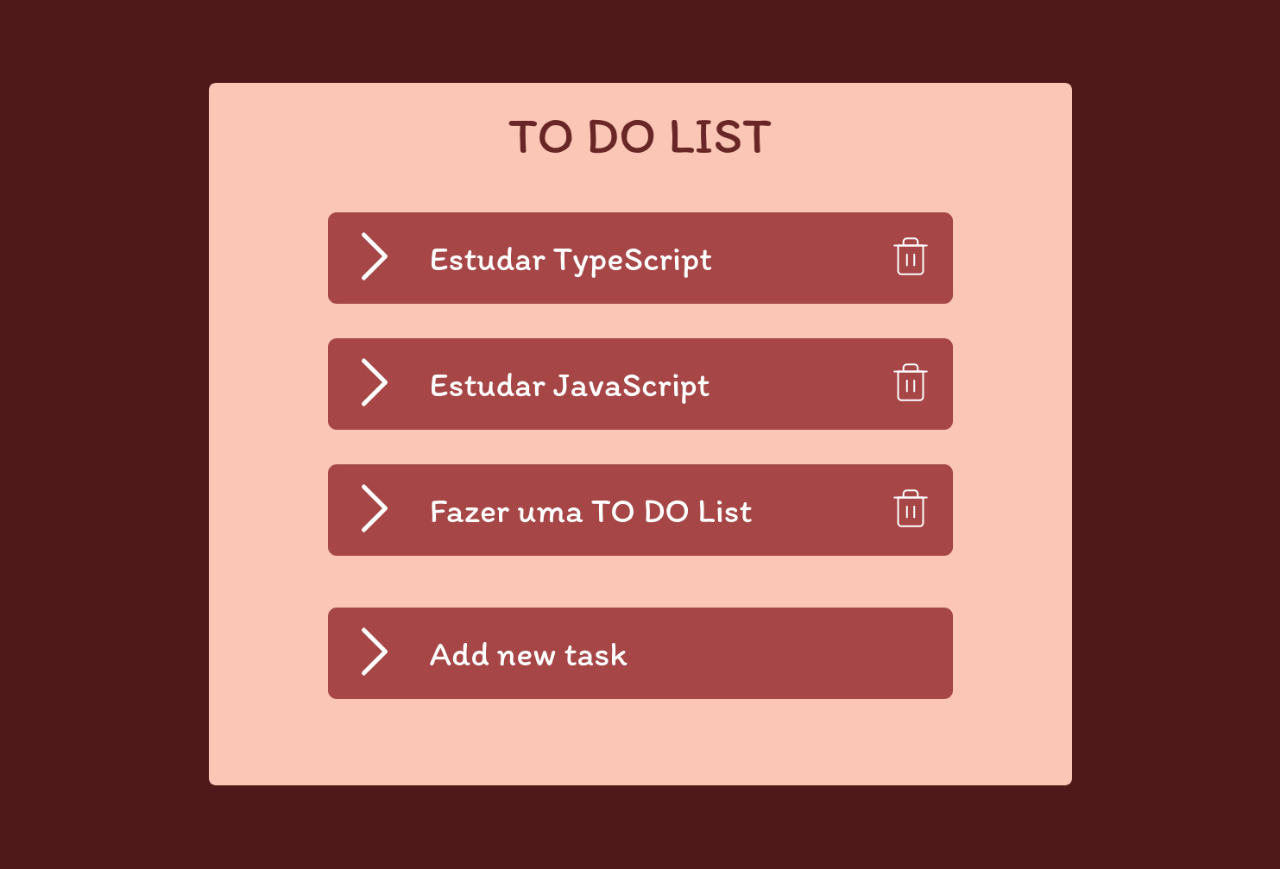 TO DO LIST
Estudar TypeScript
Estudar JavaScript
Fazer uma TO DO List
Add new task